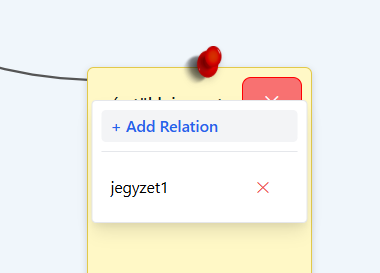 + Add Relation
jegyzet1